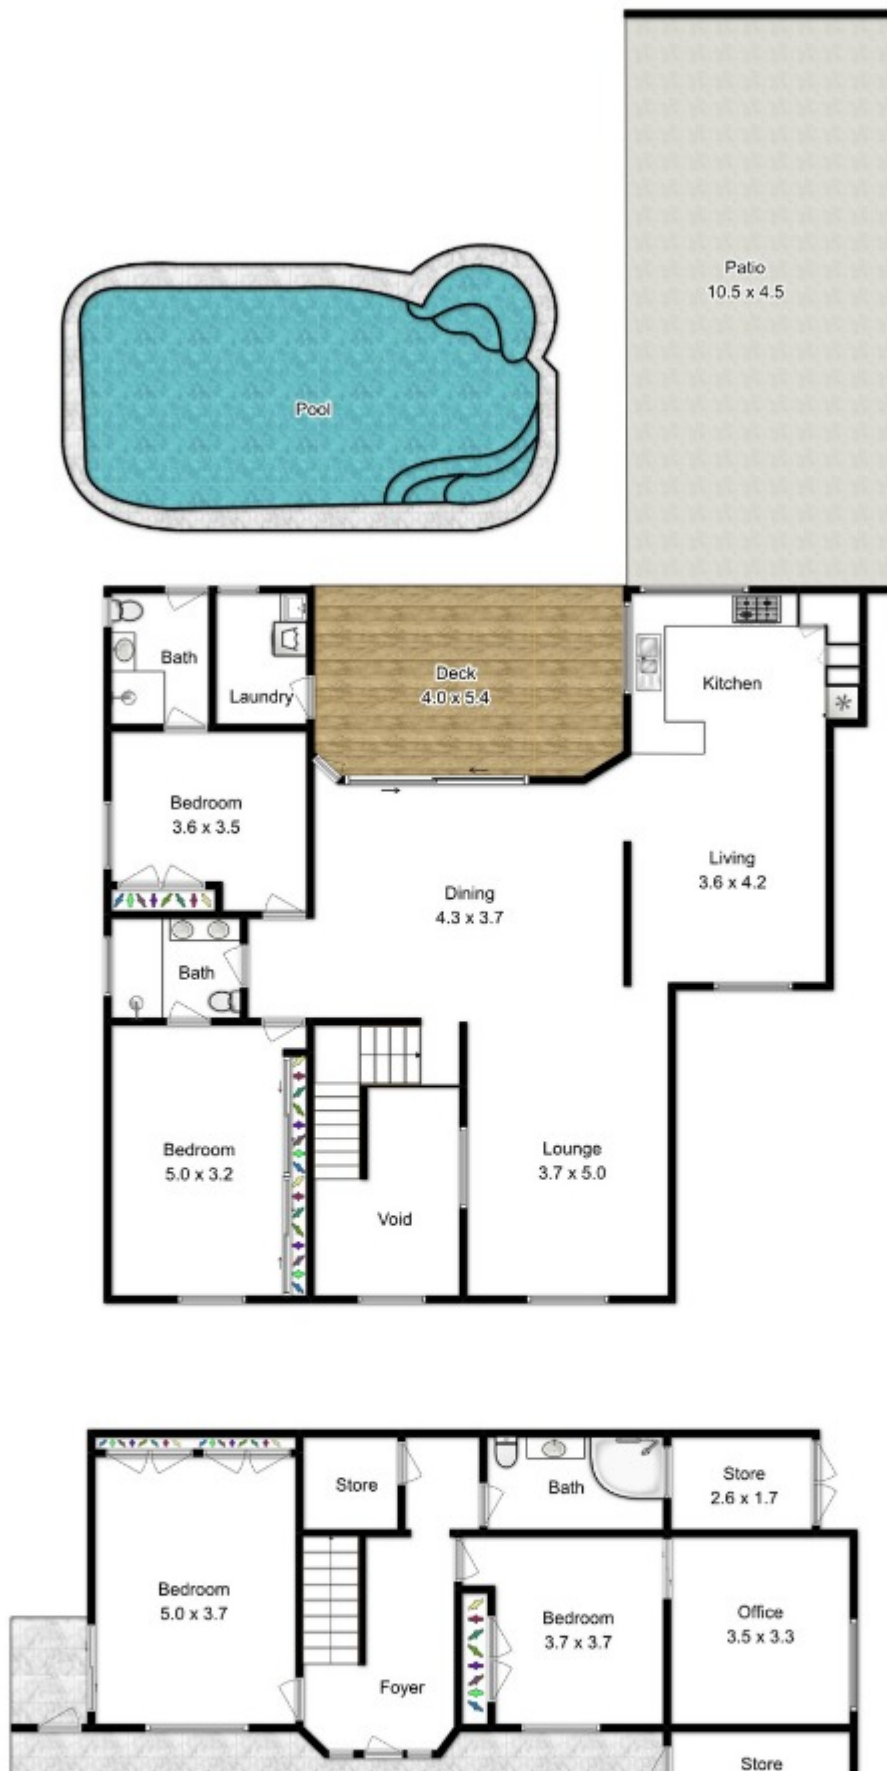 Patio
10.5 x 4.5
Pool
Bath
Laundry
Deck
4.0 x 5.4
Kitchen
Bedroom
3.6 x 3.5
Living
3.6 x 4.2
Dining
4.3 x 3.7
Bath
Bedroom
5.0 x 3.2
Lounge
3.7 x 5.0
Void
Store
Bath
Store
2.6 x 1.7
Bedroom
5.0 x 3.7
Bedroom
3.7 x 3.7
Office
3.5 x 3.3
Foyer
Store